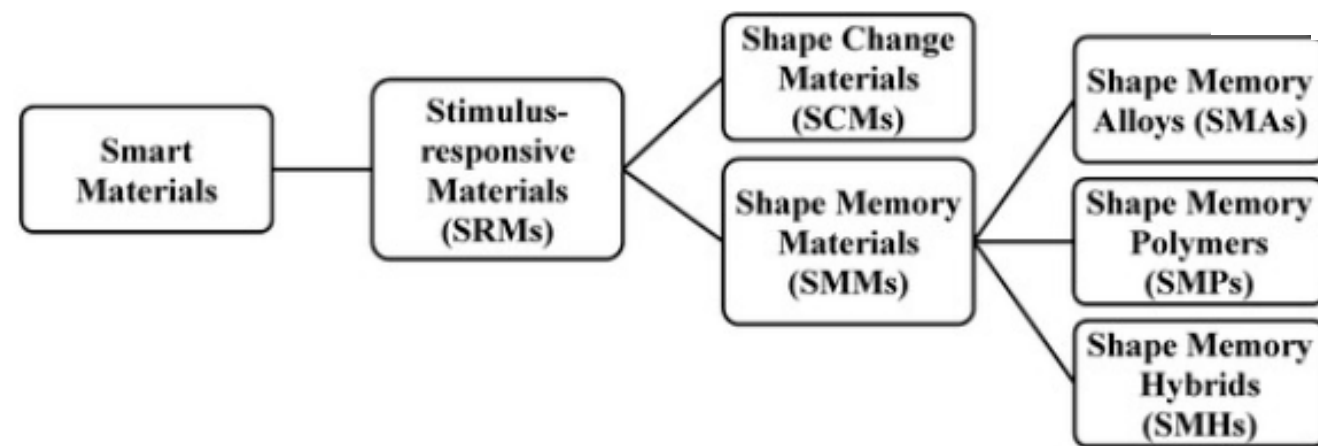 Smart
Materials
Stimulus-
responsive
Materials
(SRMs)
Shape Change
Materials
(SCMs)
Shape Memory
Materials
(SMMs)
Shape Memory
Alloys (SMAs)
Shape Memory
Polymers
(SMPs)
Shape Memory
Hybrids
(SMHs)